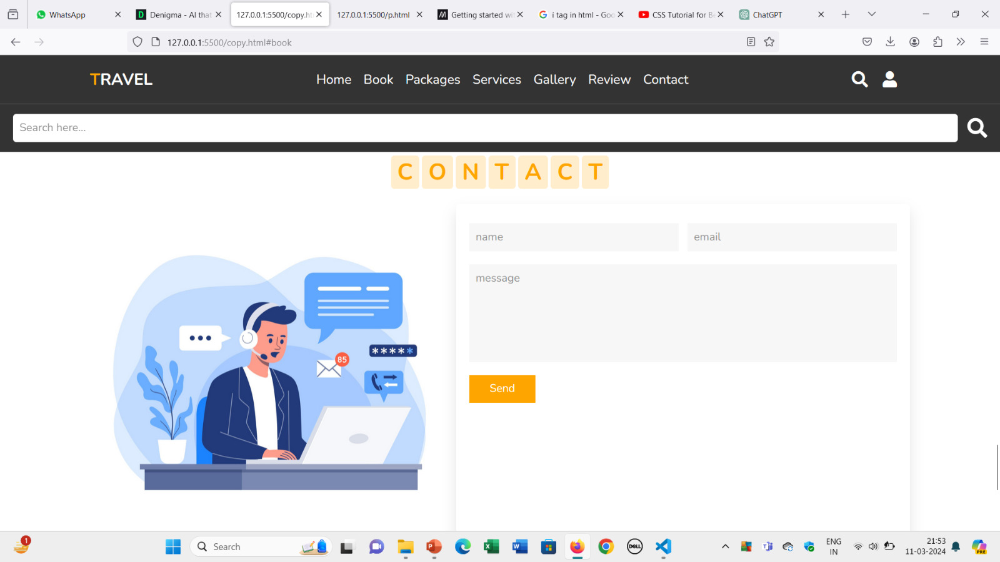 WhatsApp
Denigma - AI that
127.0.0.1:5500/copy.ht
127.0.0.1:5500/p.html
Getting started wi
i tag in html - Goo
CSS Tutorial for Be
ChatGPT
127.0.0.1:5500/copy.html#book
TRAVEL
Home Book Packages Services Gallery Review Contact
Search here...
CONTACT
name
email
message
85
*****
Send
1
Search
DELL
ENG
IN
21:53
11-03-2024
PRE